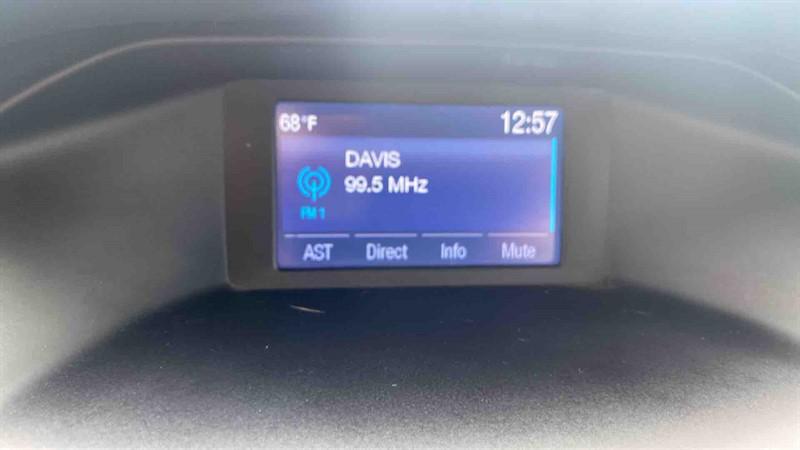 68°F 12:57
DAVIS
99.5 MHz
FM1
AST Direct Info Mute